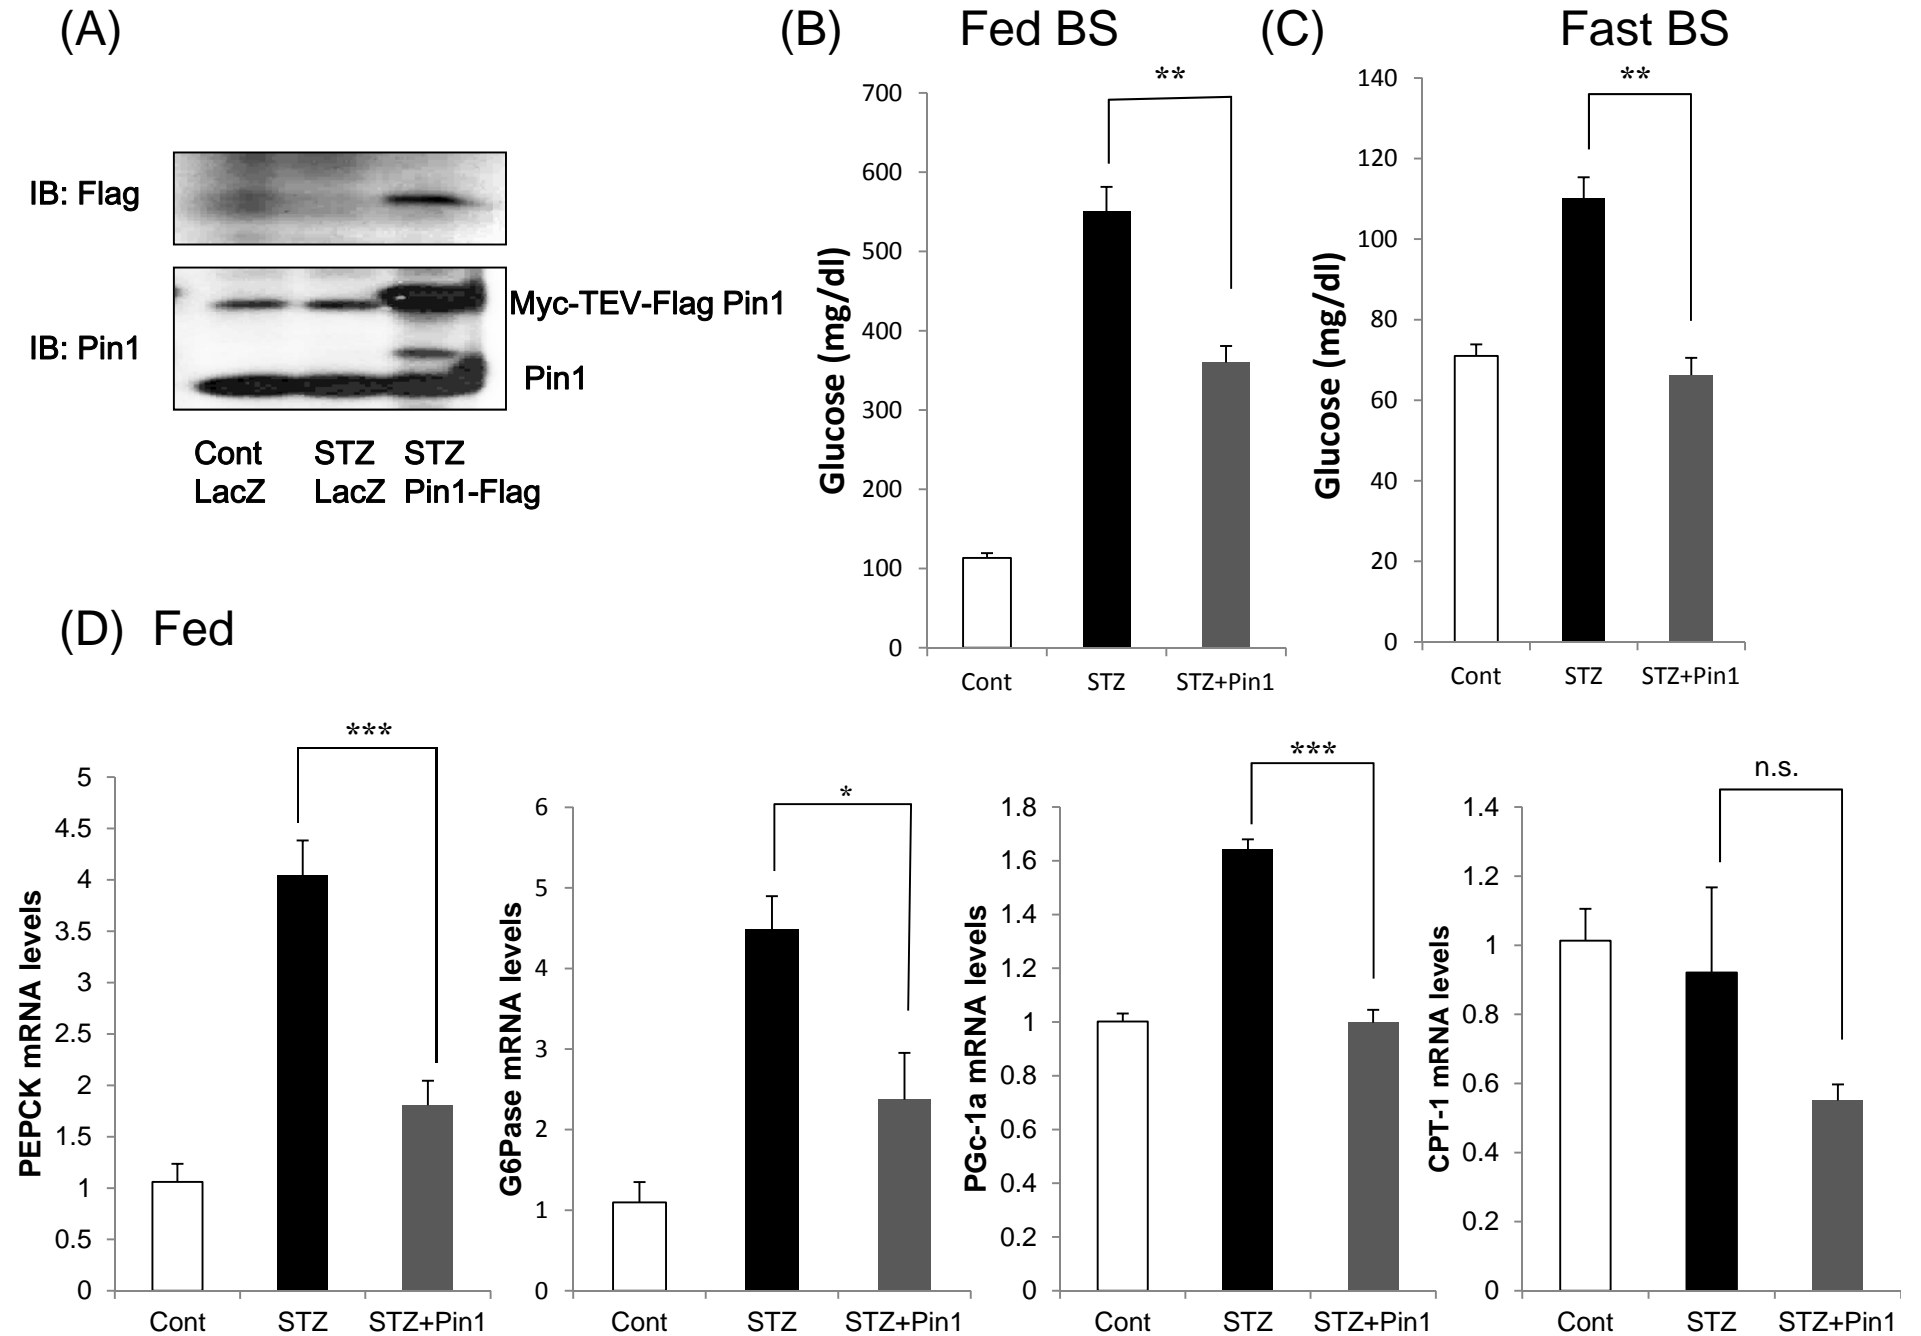 (A)
IB: Flag
IB: Pin1
Myc-TEV-Flag Pin1
Pin1
Cont
LacZ
STZ
LacZ
STZ
Pin1-Flag
(B) Fed BS
**
Glucose (mg/dl)
700
600
500
400
300
200
100
0
Cont STZ STZ+Pin1
(C) Fast BS
**
Glucose (mg/dl)
140
120
100
80
60
40
20
0
Cont STZ STZ+Pin1
(D) Fed
***
PEPCK mRNA levels
5
4.5
4
3.5
3
2.5
2
1.5
1
0.5
0
Cont STZ STZ+Pin1
*
G6Pase mRNA levels
6
5
4
3
2
1
0
Cont STZ STZ+Pin1
***
PGc-1a mRNA levels
1.8
1.6
1.4
1.2
1
0.8
0.6
0.4
0.2
0
Cont STZ STZ+Pin1
n.s.
CPT-1 mRNA levels
1.4
1.2
1
0.8
0.6
0.4
0.2
0
Cont STZ STZ+Pin1